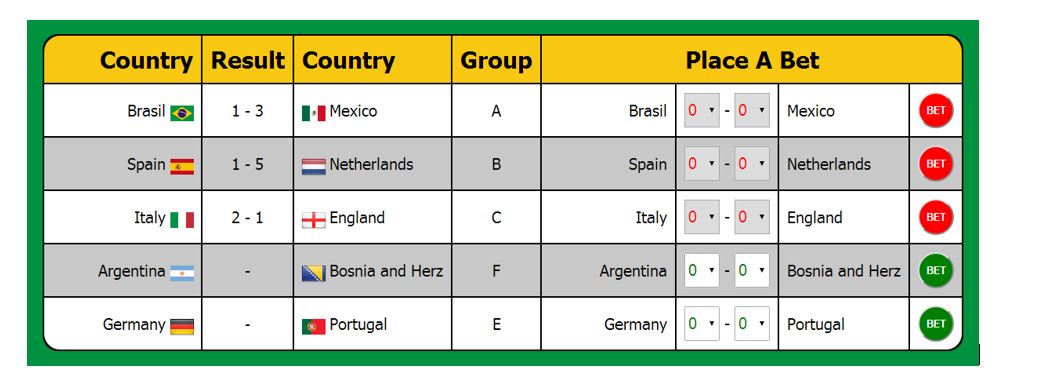 Country Result Country Group Place A Bet
Brasil 1 - 3 Mexico A Brasil 0 - 0 Mexico BET
Spain 1 - 5 Netherlands B Spain 0 - 0 Netherlands BET
Italy 2 - 1 England C Italy 0 - 0 England BET
Argentina - Bosnia and Herz F Argentina 0 - 0 Bosnia and Herz BET
Germany - Portugal E Germany 0 - 0 Portugal BET